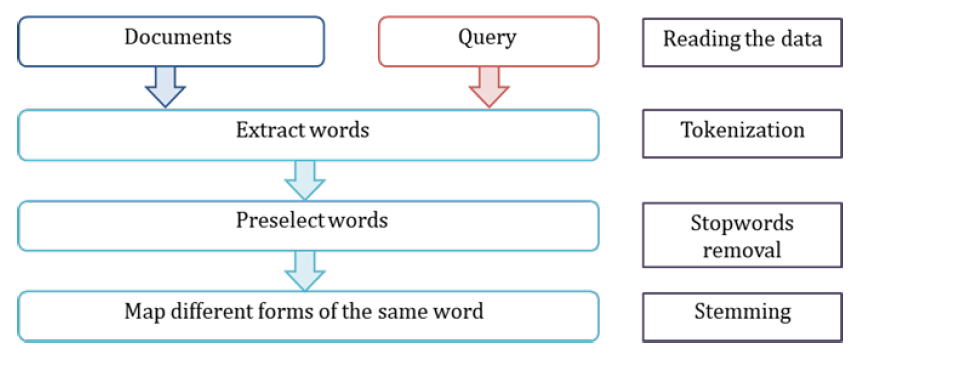 Documents
Query
Reading the data
Extract words
Tokenization
Preselect words
Stopwords
removal
Map different forms of the same word
Stemming